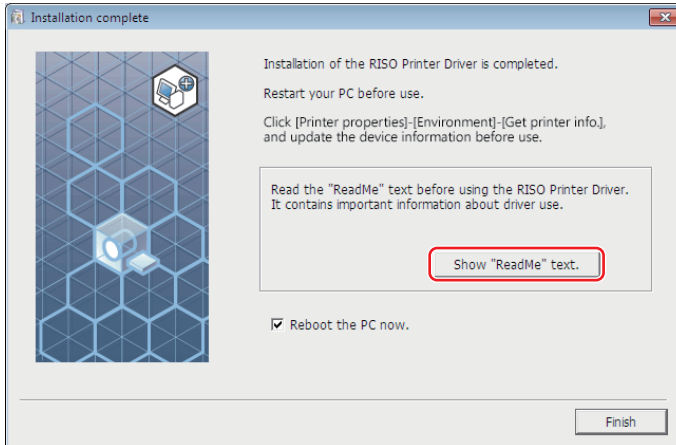 Installation complete
Installation of the RISO Printer Driver is completed.
Restart your PC before use.
Click [Printer properties]-[Environment]-[Get printer info.],
and update the device information before use.
Read the "ReadMe" text before using the RISO Printer Driver.
It contains important information about driver use.
Show "ReadMe" text.
Reboot the PC now.
Finish